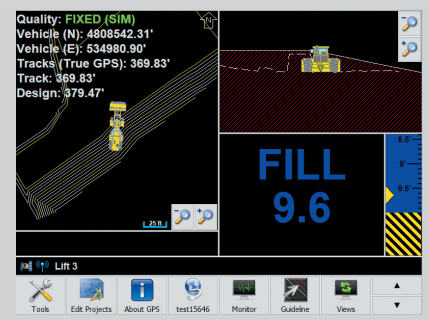 Quality: FIXED (SIM)
Vehicle (N): 4808542.31'
Vehicle (E): 534980.90'
Tracks (True GPS): 369.83'
Track: 369.83'
Design: 379.47'
N
25 ft
FILL
9.6
8.5'
9'
9.5'
Lift 3
Tools
Edit Projects
About GPS
test15646
Monitor
Guideline
Views